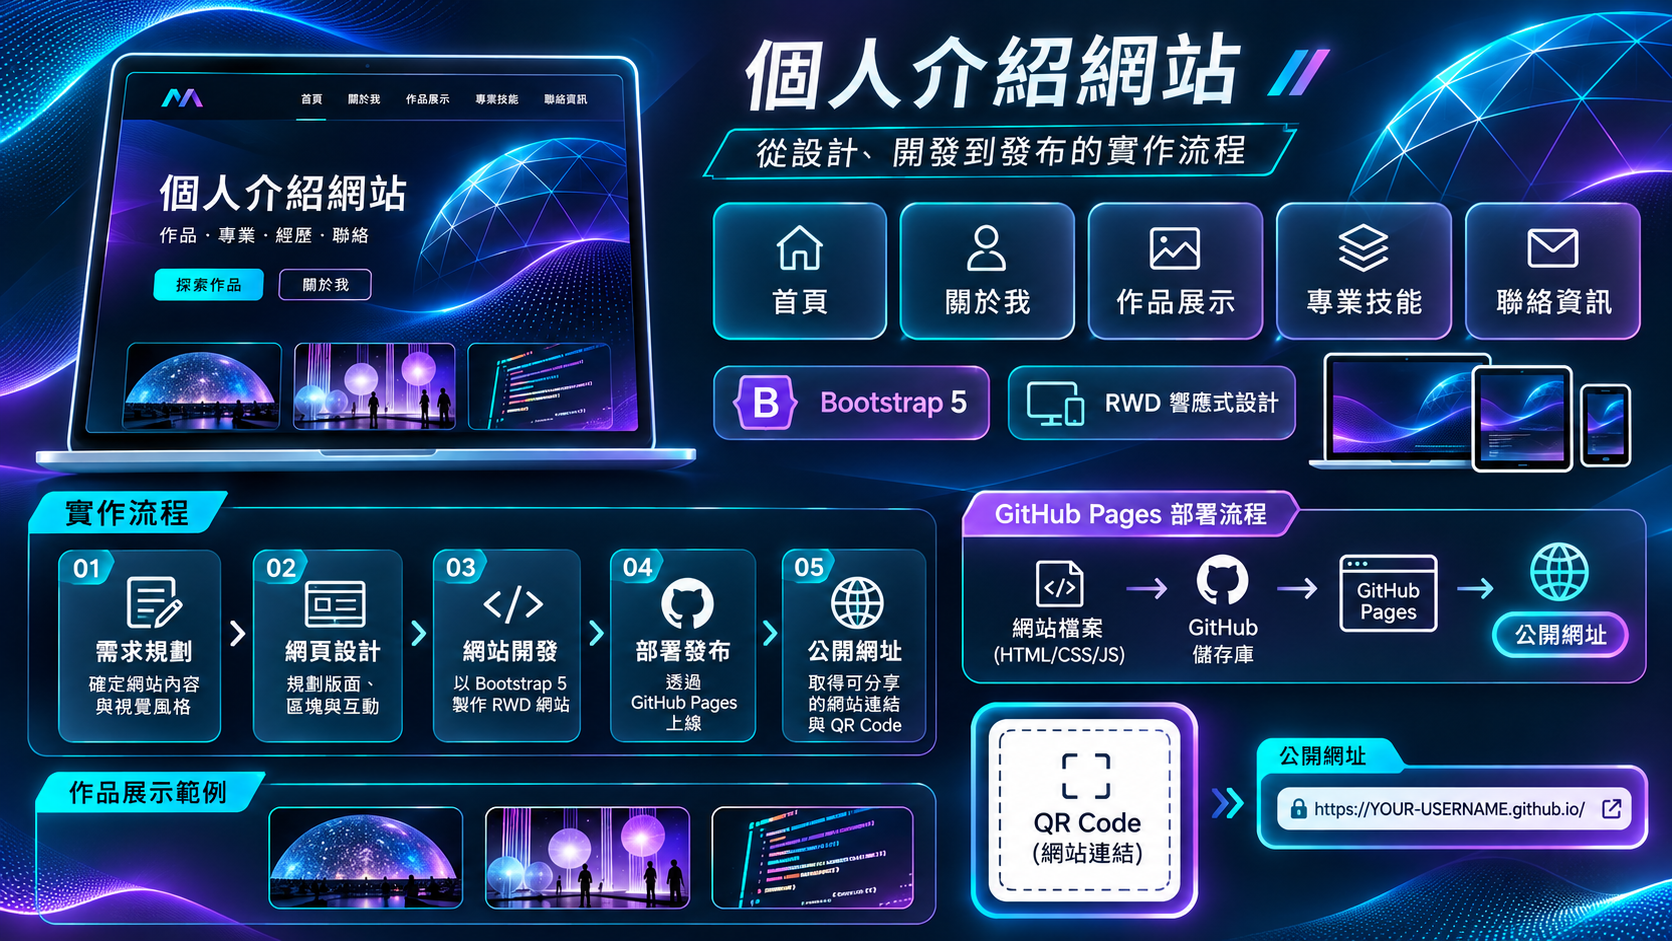 首頁
關於我
作品展示
專業技能
聯絡資訊
個人介紹網站
作品．專業．經歷．聯絡
探索作品
關於我
個人介紹網站
從設計、開發到發布的實作流程
首頁
關於我
作品展示
專業技能
聯絡資訊
B
Bootstrap 5
RWD 響應式設計
實作流程
01
需求規劃
確定網站內容
與視覺風格
02
網頁設計
規劃版面、
區塊與互動
03
</>
網站開發
以 Bootstrap 5
製作 RWD 網站
04
部署發布
透過
GitHub Pages
上線
05
公開網址
取得可分享
的網站連結
與 QR Code
GitHub Pages 部署流程
</>
網站檔案
(HTML/CSS/JS)
GitHub
儲存庫
GitHub
Pages
公開網址
作品展示範例
QR Code
(網站連結)
公開網址
https://YOUR-USERNAME.github.io/